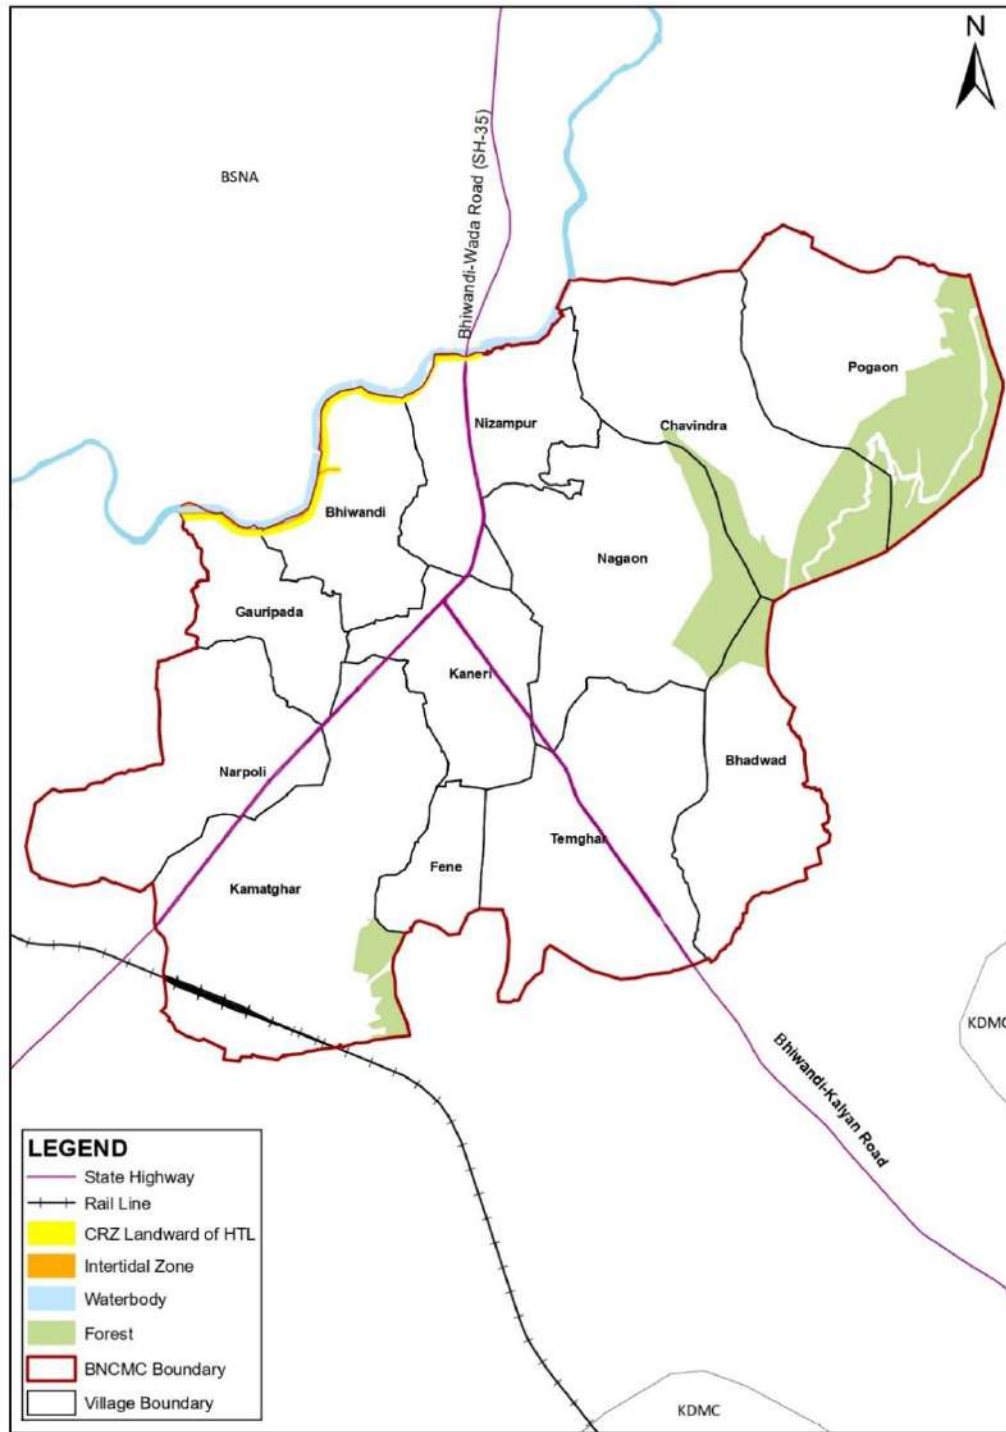 N
BSNA
Bhiwandi-Wada Road (SH-35)
Pogaon
Nizampur
Chavindra
Bhiwandi
Nagaon
Gauripada
Kaneri
Narpoli
Bhadwad
Temghar
Fene
Kamatghar
KDMC
Bhiwandi-Kalyan Road
LEGEND
State Highway
Rail Line
CRZ Landward of HTL
Intertidal Zone
Waterbody
Forest
BNCMC Boundary
Village Boundary
KDMC